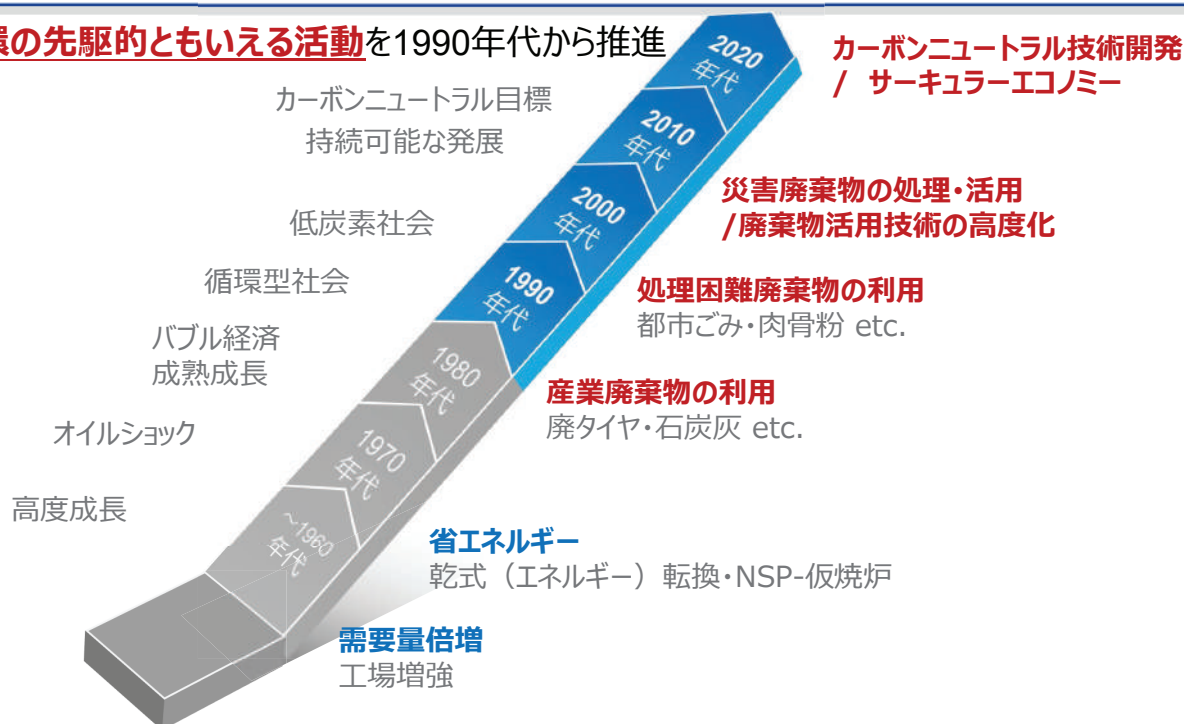 の先駆的ともいえる活動を1990年代から推進
カーボンニュートラル目標
持続可能な発展
低炭素社会
循環型社会
バブル経済
成熟成長
オイルショック
高度成長
2020
年代
2010
年代
2000
年代
1990
年代
1980
年代
1970
年代
～1960
年代
カーボンニュートラル技術開発
/ サーキュラーエコノミー
災害廃棄物の処理・活用
/廃棄物活用技術の高度化
処理困難廃棄物の利用
都市ごみ・肉骨粉 etc.
産業廃棄物の利用
廃タイヤ・石炭灰 etc.
省エネルギー
乾式（エネルギー）転換・NSP-仮焼炉
需要量倍増
工場増強